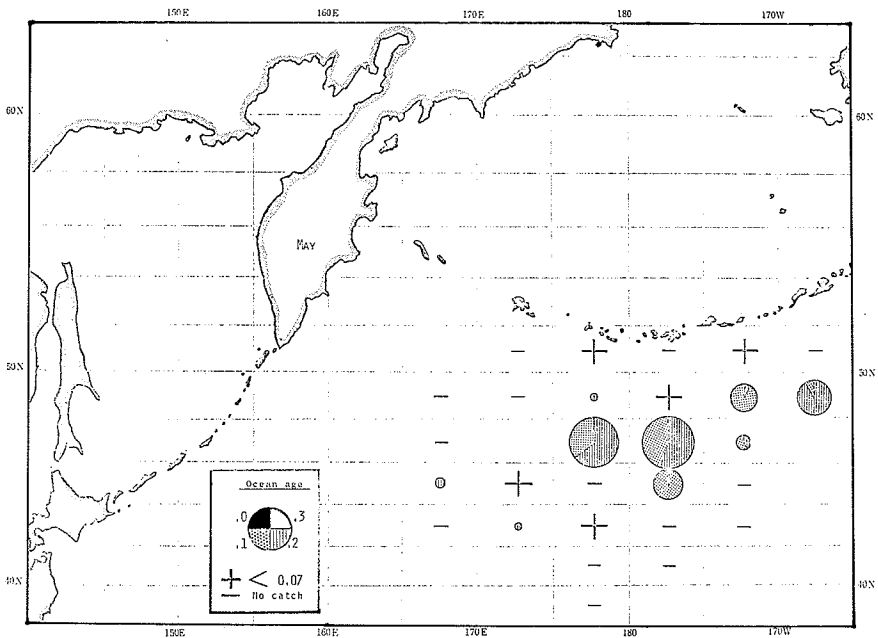 150E 160E 170E 180 170W
60N 60N
MAY
50N 50N
Ocean age
.0 .3
.1 .2
+ < 0.07
− No catch
40N 40N
150E 160E 170E 180 170W